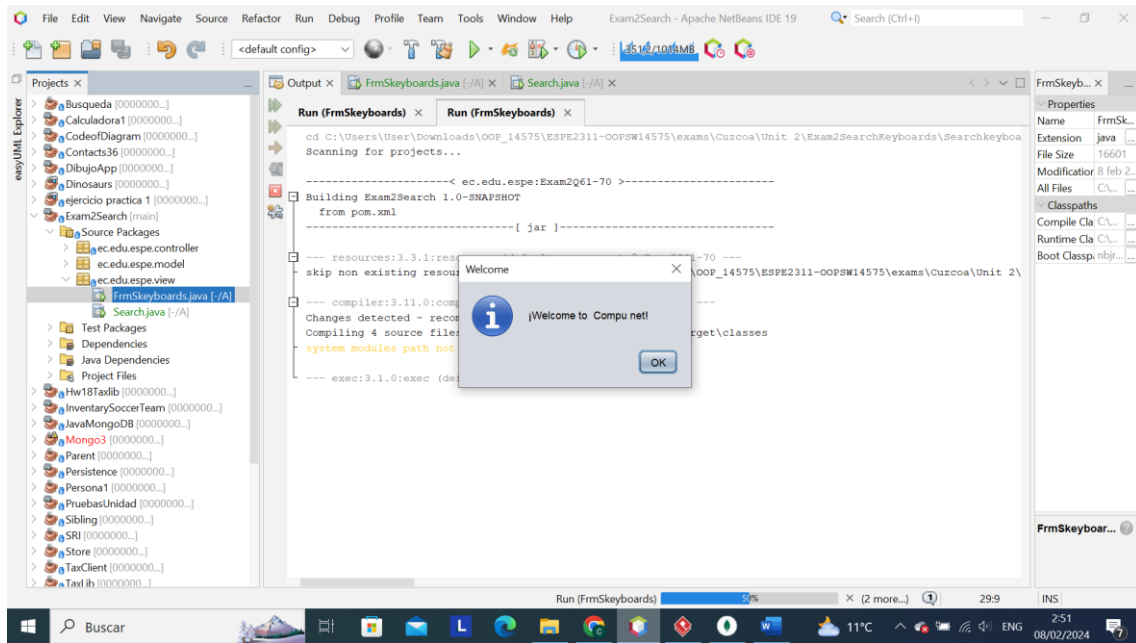 File Edit View Navigate Source Refactor Run Debug Profile Team Tools Window Help Exam2Search - Apache NetBeans IDE 19 Search (Ctrl+I)
<default config> 351.2/1014MB
Projects
Output FrmSkeyboards.java [-/A] Search.java [-/A]
FrmSkeyb...
easyUML Explorer
Busqueda [0000000...]
Calculadora1 [0000000...]
CodeofDiagram [0000000...]
Contacts36 [0000000...]
DibujoApp [0000000...]
Dinosaurs [0000000...]
ejercicio practica 1 [0000000...]
Exam2Search [main]
Source Packages
ec.edu.espe.controller
ec.edu.espe.model
ec.edu.espe.view
FrmSkeyboards.java [-/A]
Search.java [-/A]
Test Packages
Dependencies
Java Dependencies
Project Files
Hw18Taxlib [0000000...]
InventarySoccerTeam [0000000...]
JavaMongoDB [0000000...]
Mongo3 [0000000...]
Parent [0000000...]
Persistence [0000000...]
Persona1 [0000000...]
PruebasUnidad [0000000...]
Sibling [0000000...]
SRI [0000000...]
Store [0000000...]
TaxClient [0000000...]
TaxLib [0000000...]
Run (FrmSkeyboards) Run (FrmSkeyboards)
cd C:\Users\User\Downloads\OOP_14575\ESPE2311-OOPSW14575\exams\Cuzcoa\Unit 2\Exam2SearchKeyboards\Searchkeyboa
Scanning for projects...
---------------------< ec.edu.espe:Exam2Q61-70 >----------------------
Building Exam2Search 1.0-SNAPSHOT
from pom.xml
--------------------------------[ jar ]---------------------------------
--- resources:3.3.1:res -70 ---
skip non existing resou \OOP_14575\ESPE2311-OOPSW14575\exams\Cuzcoa\Unit 2\
--- compiler:3.11.0:comp ---
Changes detected - recom
Compiling 4 source files rget\classes
system modules path not
--- exec:3.1.0:exec (de
Welcome
¡Welcome to Compu net!
OK
Properties
Name FrmSk...
Extension java
File Size 16601
Modification 8 feb 2...
All Files C:\...
Classpaths
Compile Cla C:\...
Runtime Cla C:\...
Boot Classp nbjr...
FrmSkeyboar...
Run (FrmSkeyboards) (2 more...) 1 29:9 INS
Buscar L W 11°C ENG 2:51
08/02/2024 7